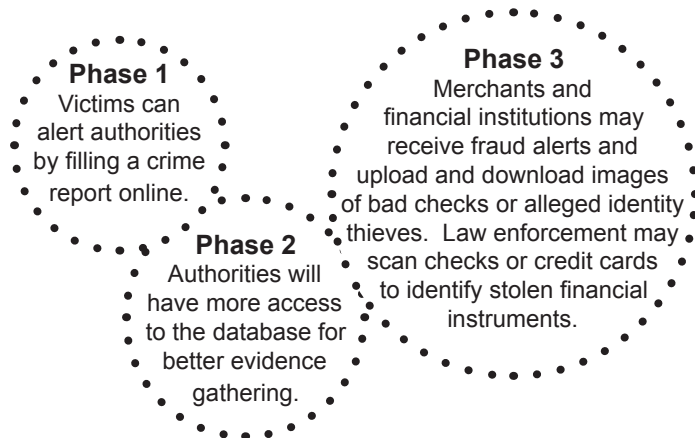 Phase 1
Victims can
alert authorities
by filling a crime
report online.
Phase 2
Authorities will
have more access
to the database for
better evidence
gathering.
Phase 3
Merchants and
financial institutions may
receive fraud alerts and
upload and download images
of bad checks or alleged identity
thieves.  Law enforcement may
scan checks or credit cards
to identify stolen financial
instruments.